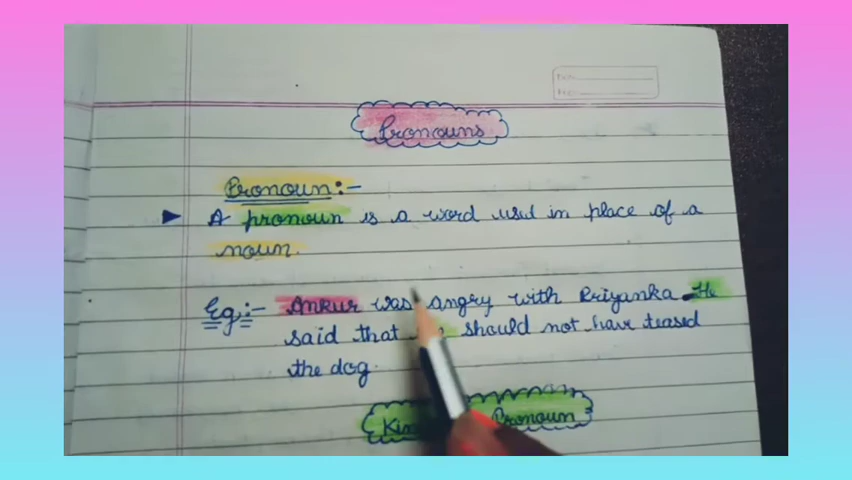 Pronouns
Pronoun:-
A pronoun is a word used in place of a
noun.
Eg:- Ankur was angry with Priyanka. He
said that should not have teased
the dog.
Pronoun